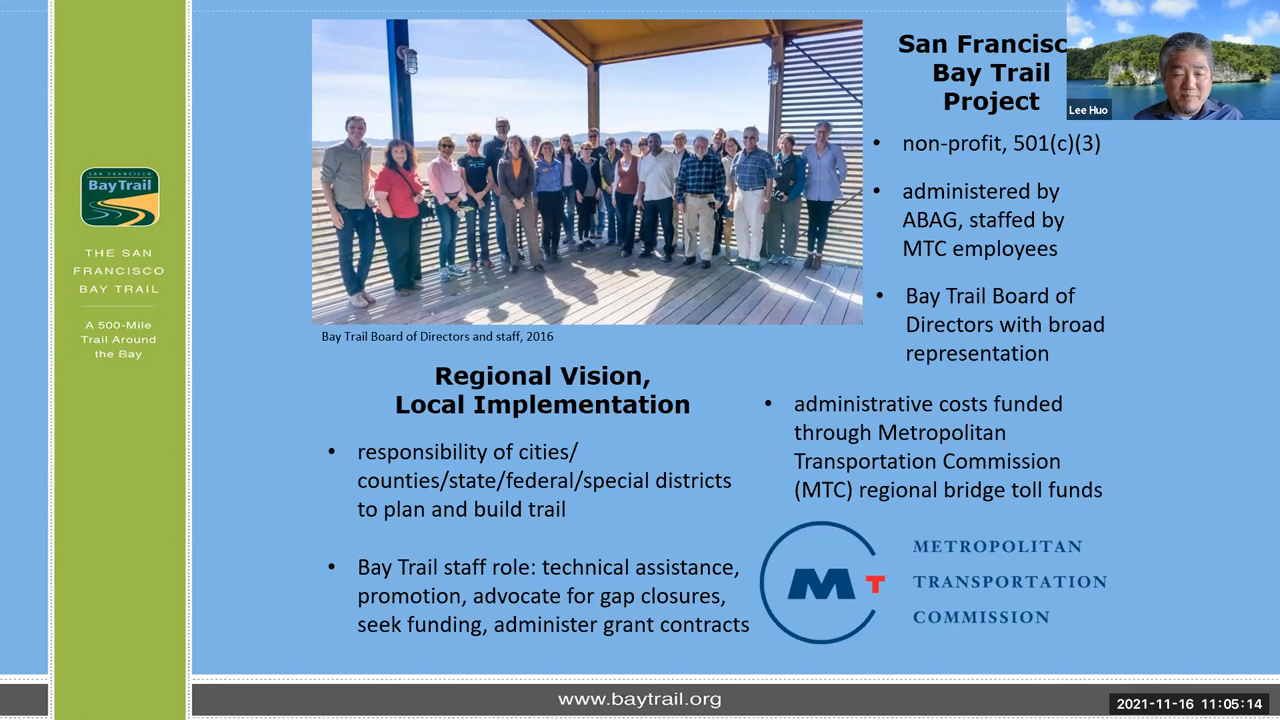 SAN FRANCISCO
Bay Trail
THE SAN
FRANCISCO
BAY TRAIL
A 500-Mile
Trail Around
the Bay
Bay Trail Board of Directors and staff, 2016
Regional Vision,
Local Implementation
• responsibility of cities/
counties/state/federal/special districts
to plan and build trail
• Bay Trail staff role: technical assistance,
promotion, advocate for gap closures,
seek funding, administer grant contracts
San Francisc
Bay Trail
Project
• non-profit, 501(c)(3)
• administered by
ABAG, staffed by
MTC employees
• Bay Trail Board of
Directors with broad
representation
• administrative costs funded
through Metropolitan
Transportation Commission
(MTC) regional bridge toll funds
M T
METROPOLITAN
TRANSPORTATION
COMMISSION
Lee Huo
www.baytrail.org
2021-11-16 11:05:14